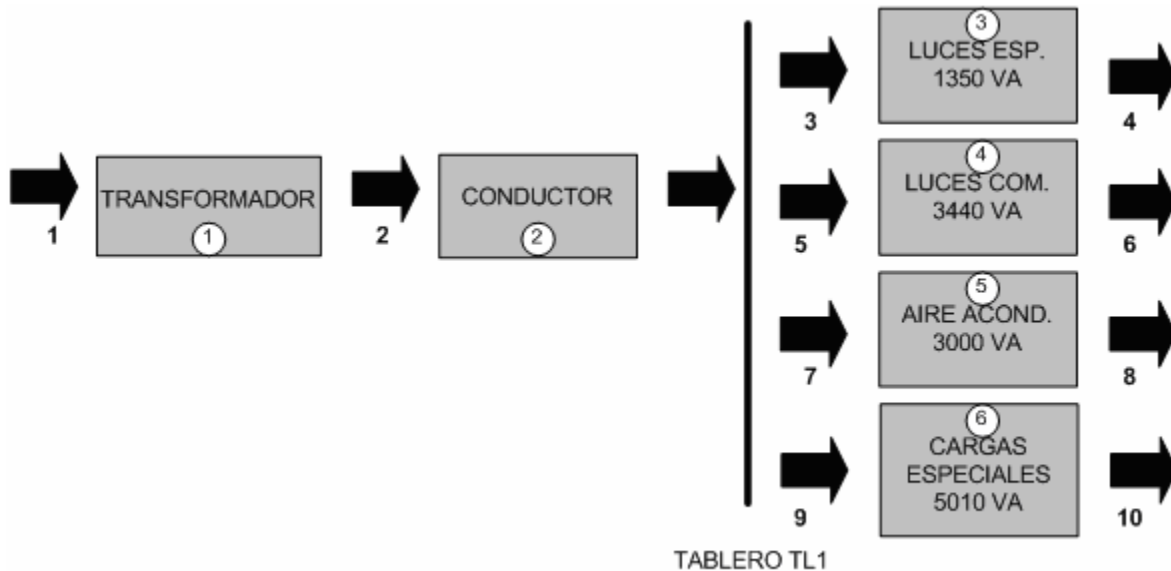 1
TRANSFORMADOR
1
2
CONDUCTOR
2
3
3
LUCES ESP.
1350 VA
4
5
4
LUCES COM.
3440 VA
6
7
5
AIRE ACOND.
3000 VA
8
9
6
CARGAS
ESPECIALES
5010 VA
10
TABLERO TL1